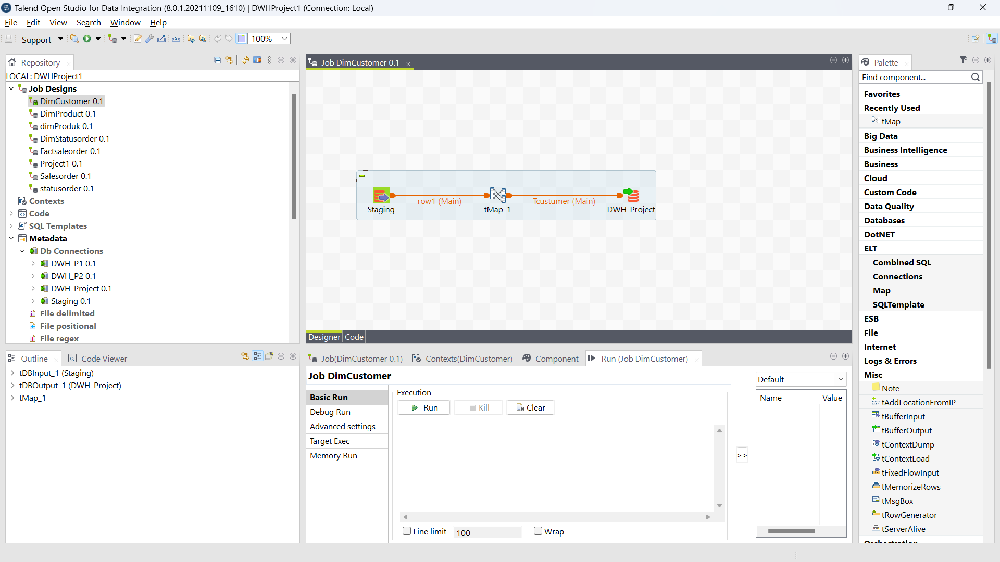 Talend Open Studio for Data Integration (8.0.1.20211109_1610) | DWHProject1 (Connection: Local)
File Edit View Search Window Help
Support 100%
Repository
LOCAL: DWHProject1
Job Designs
DimCustomer 0.1
DimProduct 0.1
dimProduk 0.1
DimStatusorder 0.1
Factsaleorder 0.1
Project1 0.1
Salesorder 0.1
statusorder 0.1
Contexts
Code
SQL Templates
Metadata
Db Connections
DWH_P1 0.1
DWH_P2 0.1
DWH_Project 0.1
Staging 0.1
File delimited
File positional
File regex
Job DimCustomer 0.1
row1 (Main)
Tcustumer (Main)
Staging
tMap_1
DWH_Project
Designer Code
Palette
Find component...
Favorites
Recently Used
tMap
Big Data
Business Intelligence
Business
Cloud
Custom Code
Data Quality
Databases
DotNET
ELT
Combined SQL
Connections
Map
SQLTemplate
ESB
File
Internet
Logs & Errors
Misc
Note
tAddLocationFromIP
tBufferInput
tBufferOutput
tContextDump
tContextLoad
tFixedFlowInput
tMemorizeRows
tMsgBox
tRowGenerator
tServerAlive
Orchestration
Outline Code Viewer
tDBInput_1 (Staging)
tDBOutput_1 (DWH_Project)
tMap_1
Job(DimCustomer 0.1) Contexts(DimCustomer) Component Run (Job DimCustomer)
Job DimCustomer
Basic Run
Debug Run
Advanced settings
Target Exec
Memory Run
Execution
Run Kill Clear
Line limit 100 Wrap
>>
Default
Name Value